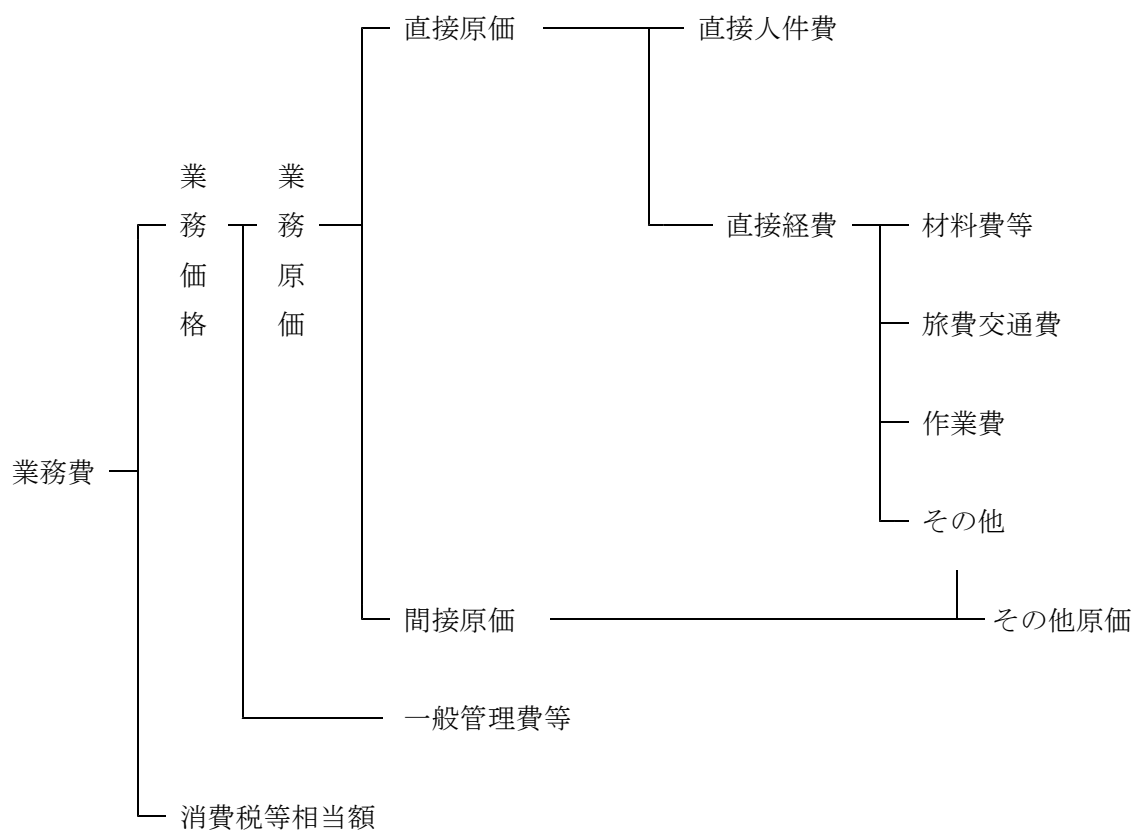 直接原価
直接人件費
業務価格
業務原価
直接経費
材料費等
旅費交通費
作業費
業務費
その他
間接原価
その他原価
一般管理費等
消費税等相当額